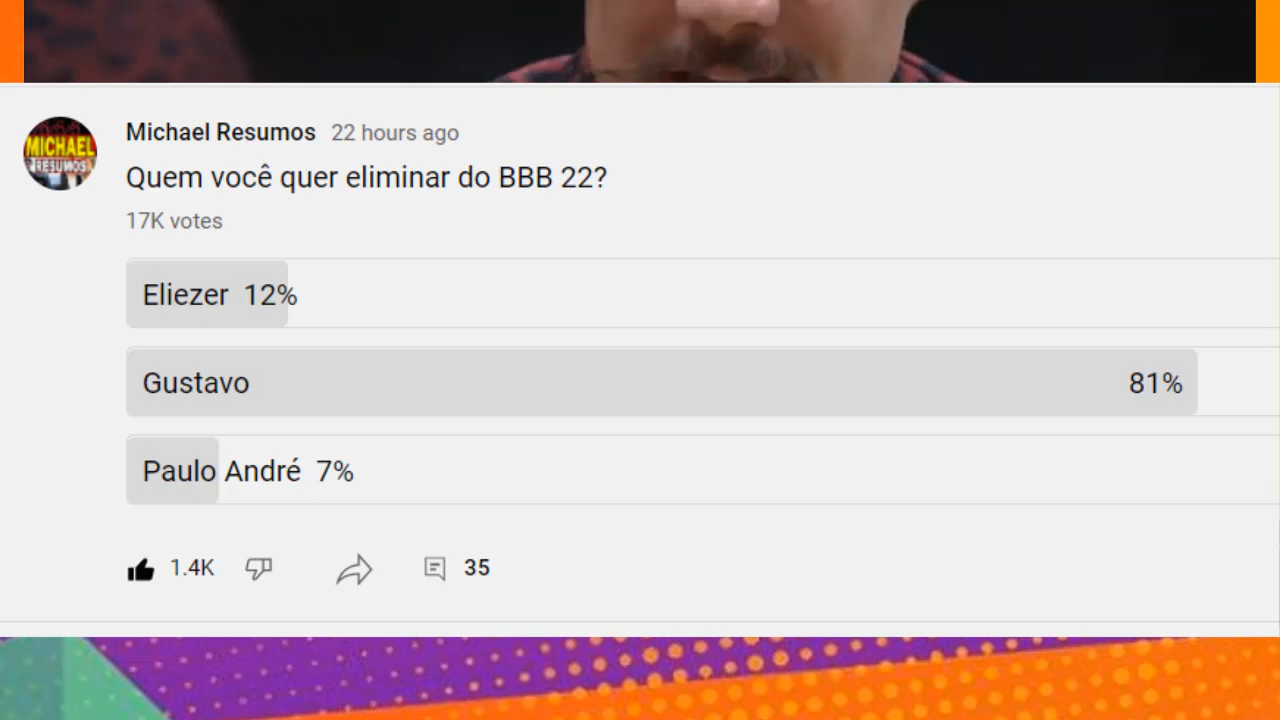 MICHAEL
RESUMOS
Michael Resumos 22 hours ago
Quem você quer eliminar do BBB 22?
17K votes
Eliezer 12%
Gustavo 81%
Paulo André 7%
1.4K 35